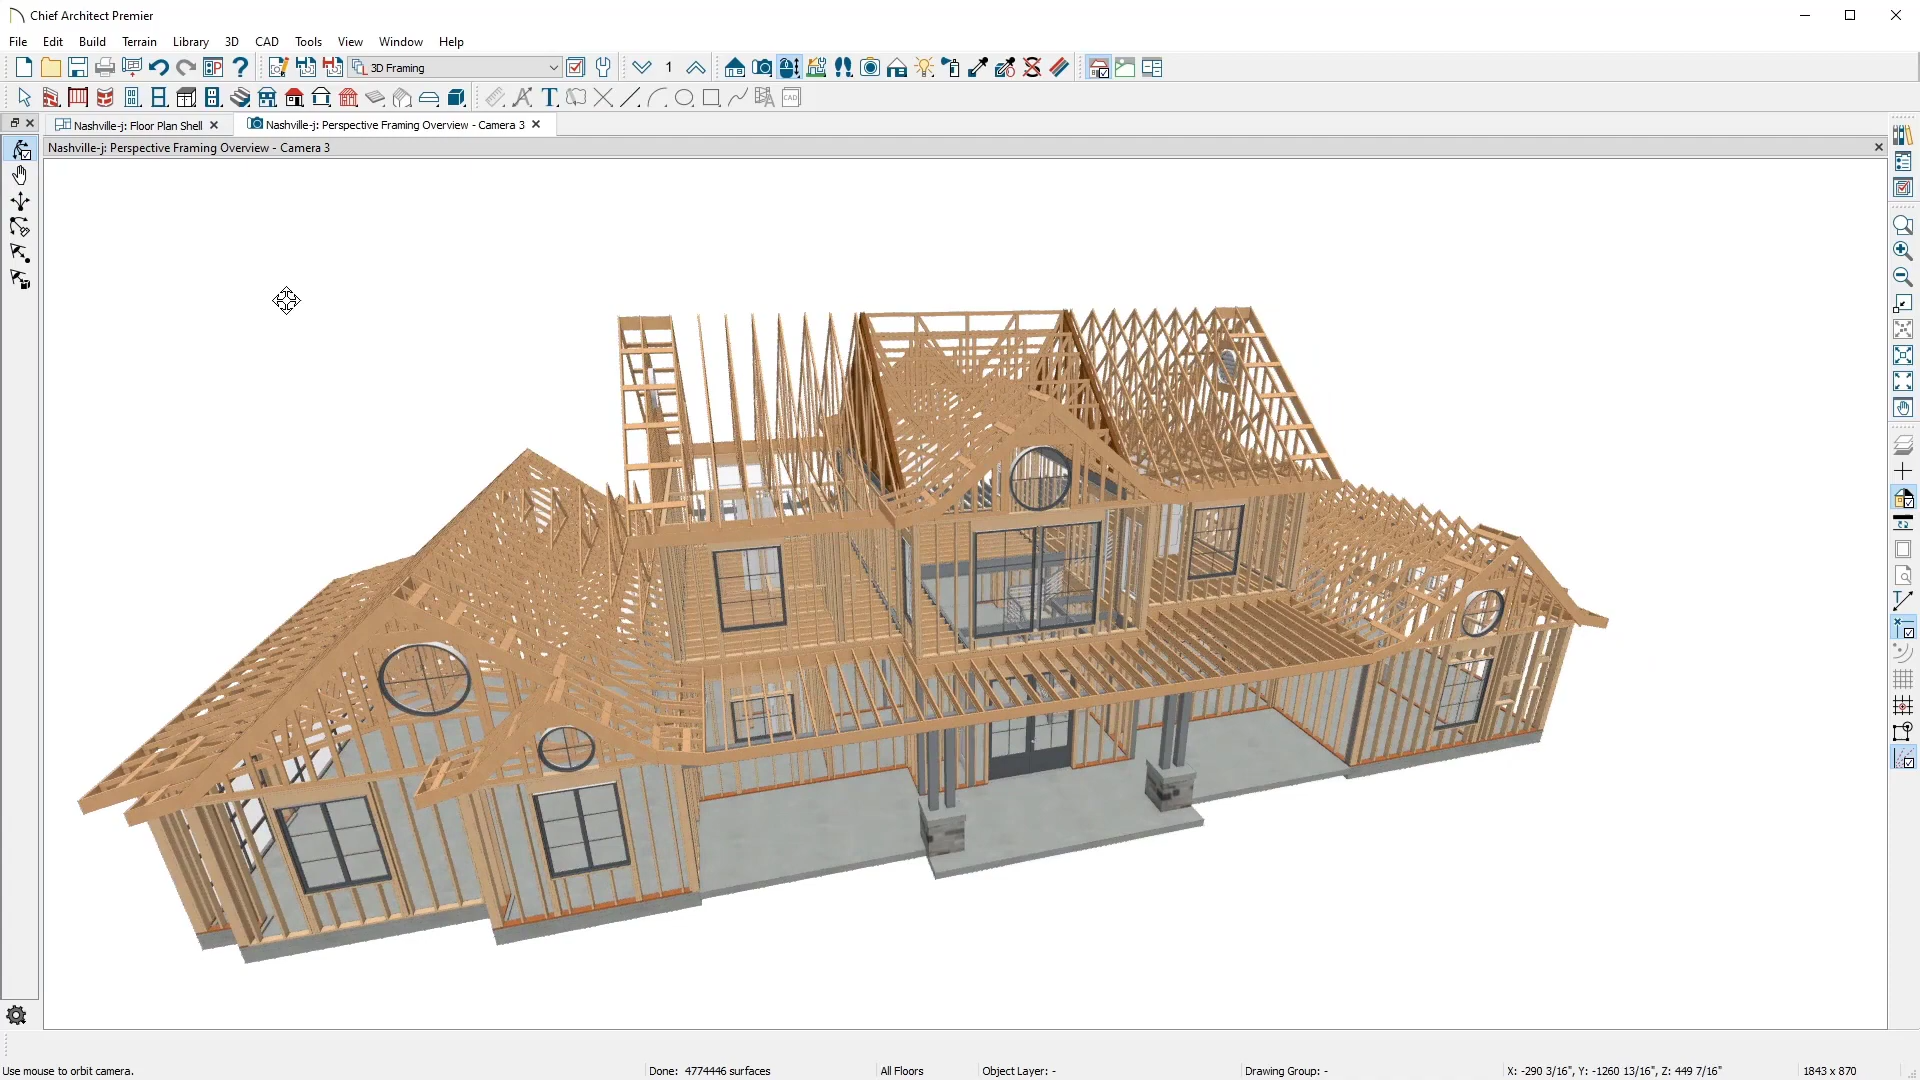 Chief Architect Premier
File Edit Build Terrain Library 3D CAD Tools View Window Help
3D Framing 1
T CAD
Nashville-j: Floor Plan Shell Nashville-j: Perspective Framing Overview - Camera 3
Nashville-j: Perspective Framing Overview - Camera 3
Use mouse to orbit camera. Done: 4774446 surfaces All Floors Object Layer: - Drawing Group: - X: -290 3/16", Y: -1260 13/16", Z: 449 7/16" 1843 x 870